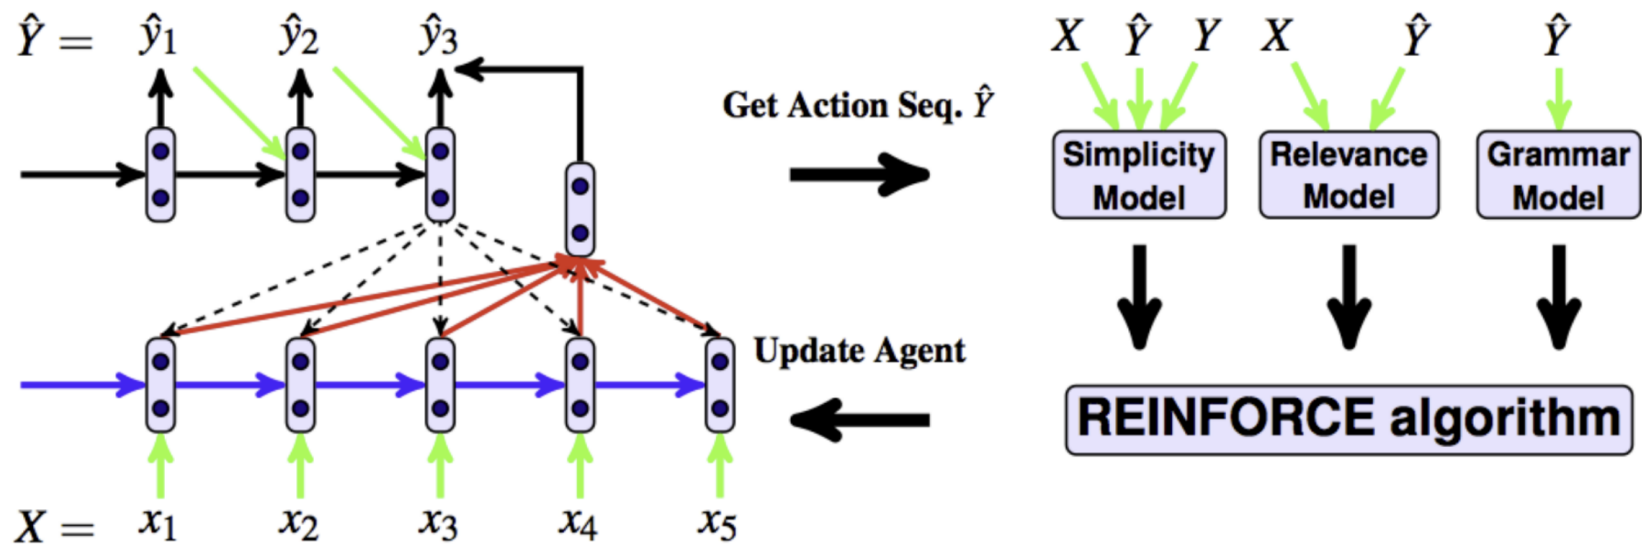 Ŷ = ŷ1 ŷ2 ŷ3
X Ŷ Y X Ŷ Ŷ
Get Action Seq. Ŷ
Simplicity
Model
Relevance
Model
Grammar
Model
Update Agent
REINFORCE algorithm
X = x1 x2 x3 x4 x5